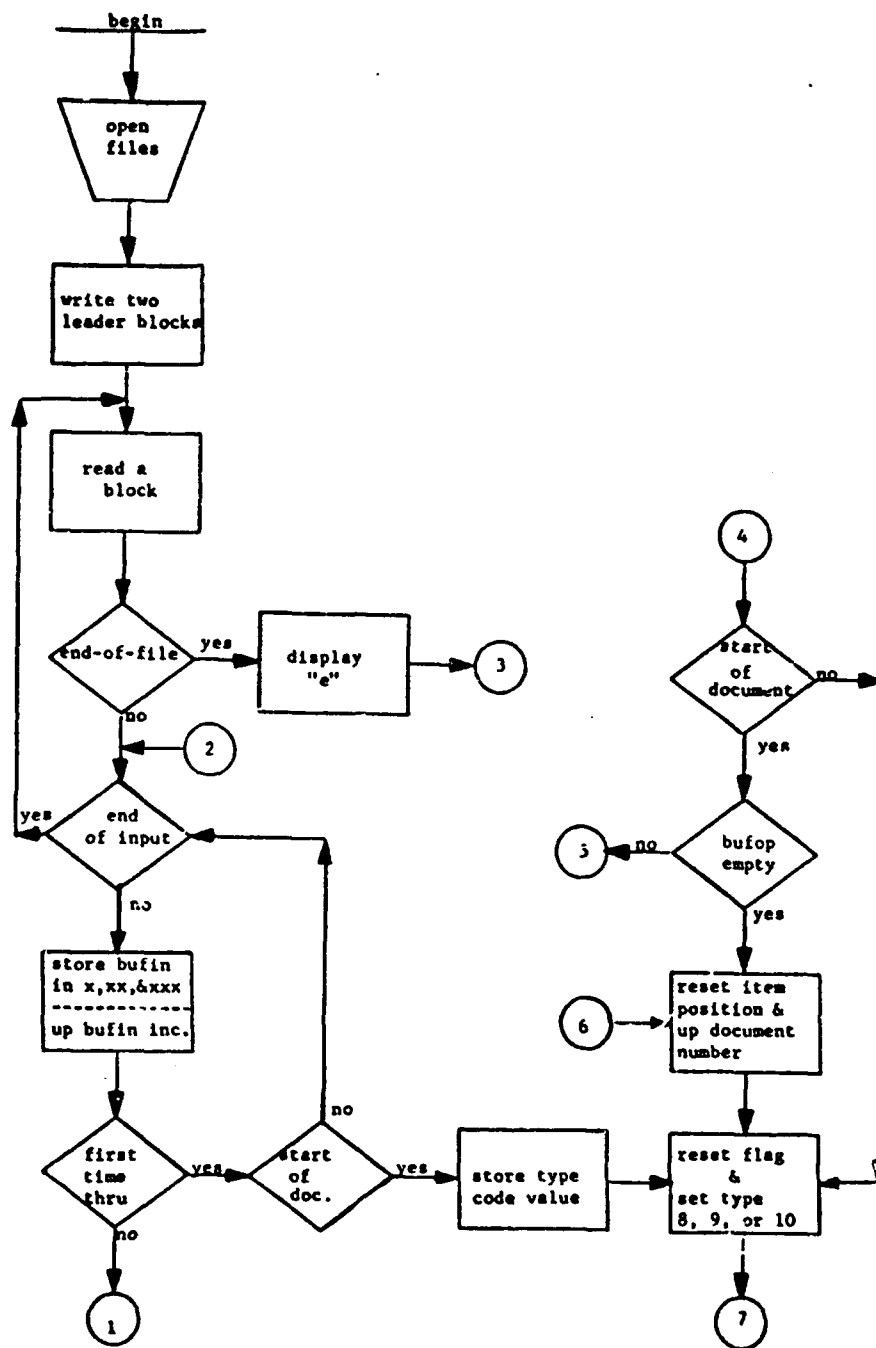 begin
open
files
write two
leader blocks
read a
block
end-of-file
yes
display
"e"
3
no
2
yes
end
of input
no
store bufin
in x,xx,&xxx
up bufin inc.
first
time
thru
yes
no
1
start
of
doc.
no
yes
store type
code value
4
start
of
document
no
yes
bufop
empty
no
5
yes
6
reset item
position &
up document
number
reset flag
&
set type
8, 9, or 10
7